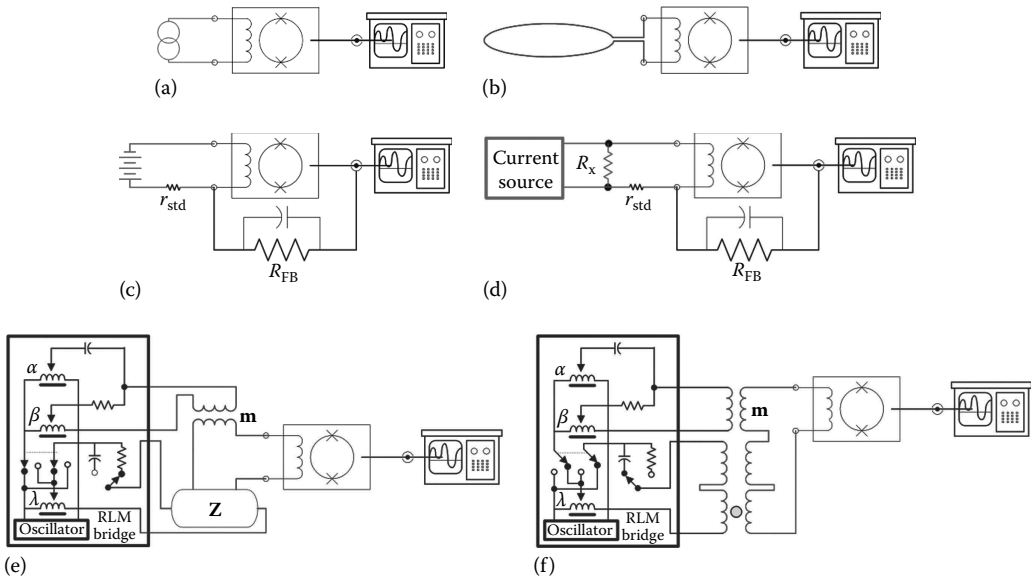 (a)
(b)
r_std
R_FB
(c)
Current
source
R_x
r_std
R_FB
(d)
α
β
λ
Oscillator
RLM
bridge
m
Z
(e)
α
β
λ
Oscillator
RLM
bridge
m
(f)